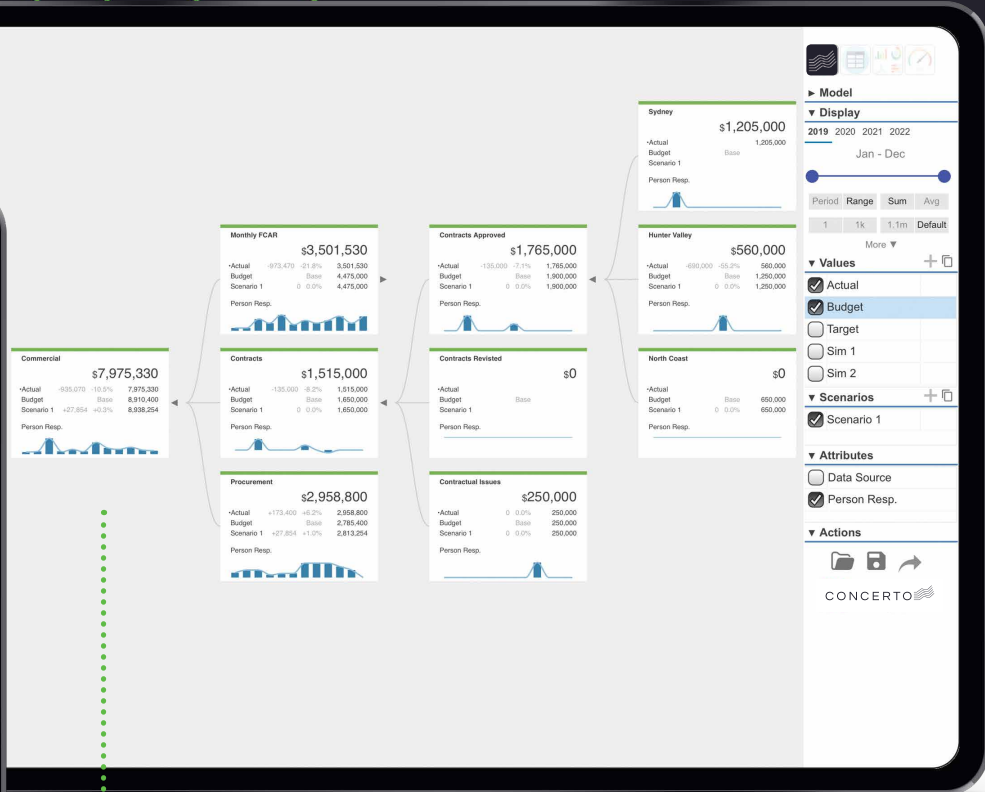 Commercial
$7,975,330
•Actual -935,070 -10.5% 7,975,330
Budget Base 8,910,400
Scenario 1 +27,854 +0.3% 8,938,254
Person Resp.
Monthly FCAR
$3,501,530
•Actual -973,470 -21.8% 3,501,530
Budget Base 4,475,000
Scenario 1 0 0.0% 4,475,000
Person Resp.
Contracts
$1,515,000
•Actual -135,000 -8.2% 1,515,000
Budget Base 1,650,000
Scenario 1 0 0.0% 1,650,000
Person Resp.
Procurement
$2,958,800
•Actual +173,400 +6.2% 2,958,800
Budget Base 2,785,400
Scenario 1 +27,854 +1.0% 2,813,254
Person Resp.
Contracts Approved
$1,765,000
•Actual -135,000 -7.1% 1,765,000
Budget Base 1,900,000
Scenario 1 0 0.0% 1,900,000
Person Resp.
Contracts Revisted
$0
•Actual
Budget Base
Scenario 1
Person Resp.
Contractual Issues
$250,000
•Actual 0 0.0% 250,000
Budget Base 250,000
Scenario 1 0 0.0% 250,000
Person Resp.
Sydney
$1,205,000
•Actual 1,205,000
Budget Base
Scenario 1
Person Resp.
Hunter Valley
$560,000
•Actual -690,000 -55.2% 560,000
Budget Base 1,250,000
Scenario 1 0 0.0% 1,250,000
Person Resp.
North Coast
$0
•Actual
Budget Base 650,000
Scenario 1 0 0.0% 650,000
Person Resp.
► Model
▼ Display
2019 2020 2021 2022
Jan - Dec
Period Range Sum Avg
1 1k 1.1m Default
More ▼
▼ Values
Actual
Budget
Target
Sim 1
Sim 2
▼ Scenarios
Scenario 1
▼ Attributes
Data Source
Person Resp.
▼ Actions
CONCERTO